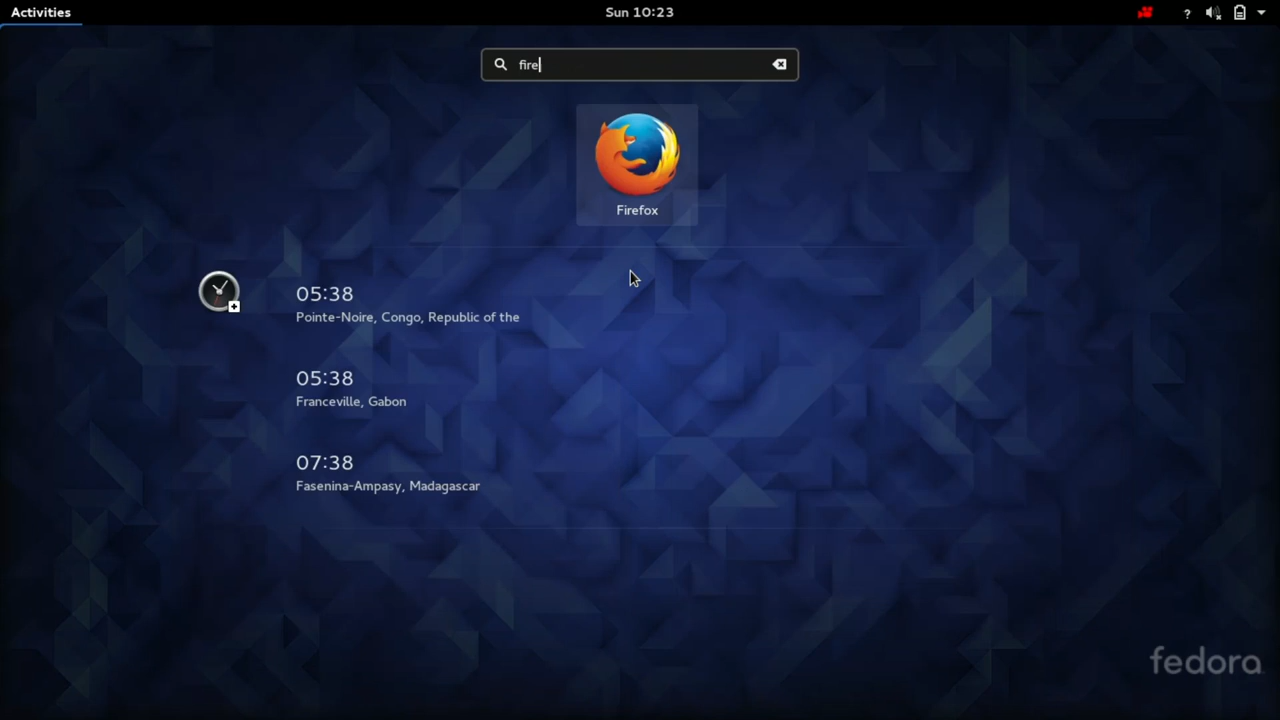 Activities
Sun 10:23
?
fire
Firefox
05:38
Pointe-Noire, Congo, Republic of the
05:38
Franceville, Gabon
07:38
Fasenina-Ampasy, Madagascar
fedora